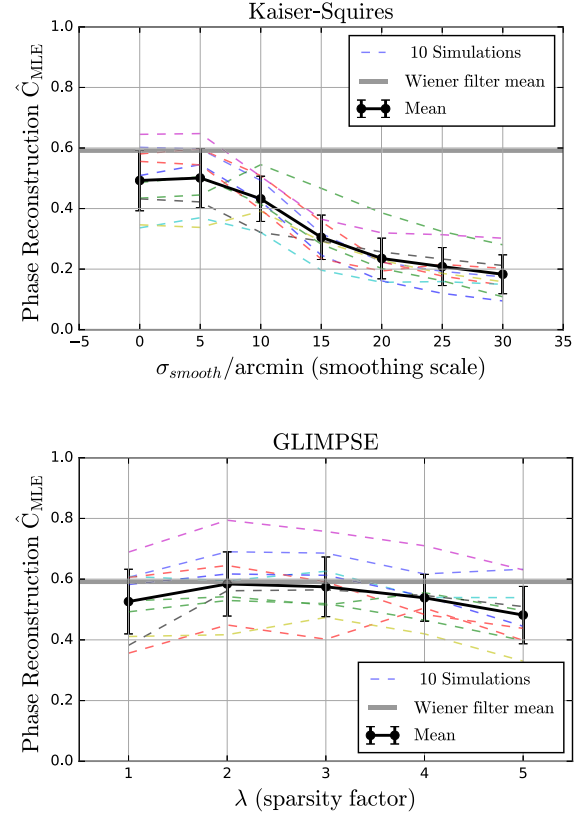 Kaiser-Squires
Phase Reconstruction Ĉ_MLE
1.0
0.8
0.6
0.4
0.2
0.0
10 Simulations
Wiener filter mean
Mean
−5 0 5 10 15 20 25 30 35
σ_smooth/arcmin (smoothing scale)
GLIMPSE
Phase Reconstruction Ĉ_MLE
1.0
0.8
0.6
0.4
0.2
0.0
10 Simulations
Wiener filter mean
Mean
1 2 3 4 5
λ (sparsity factor)